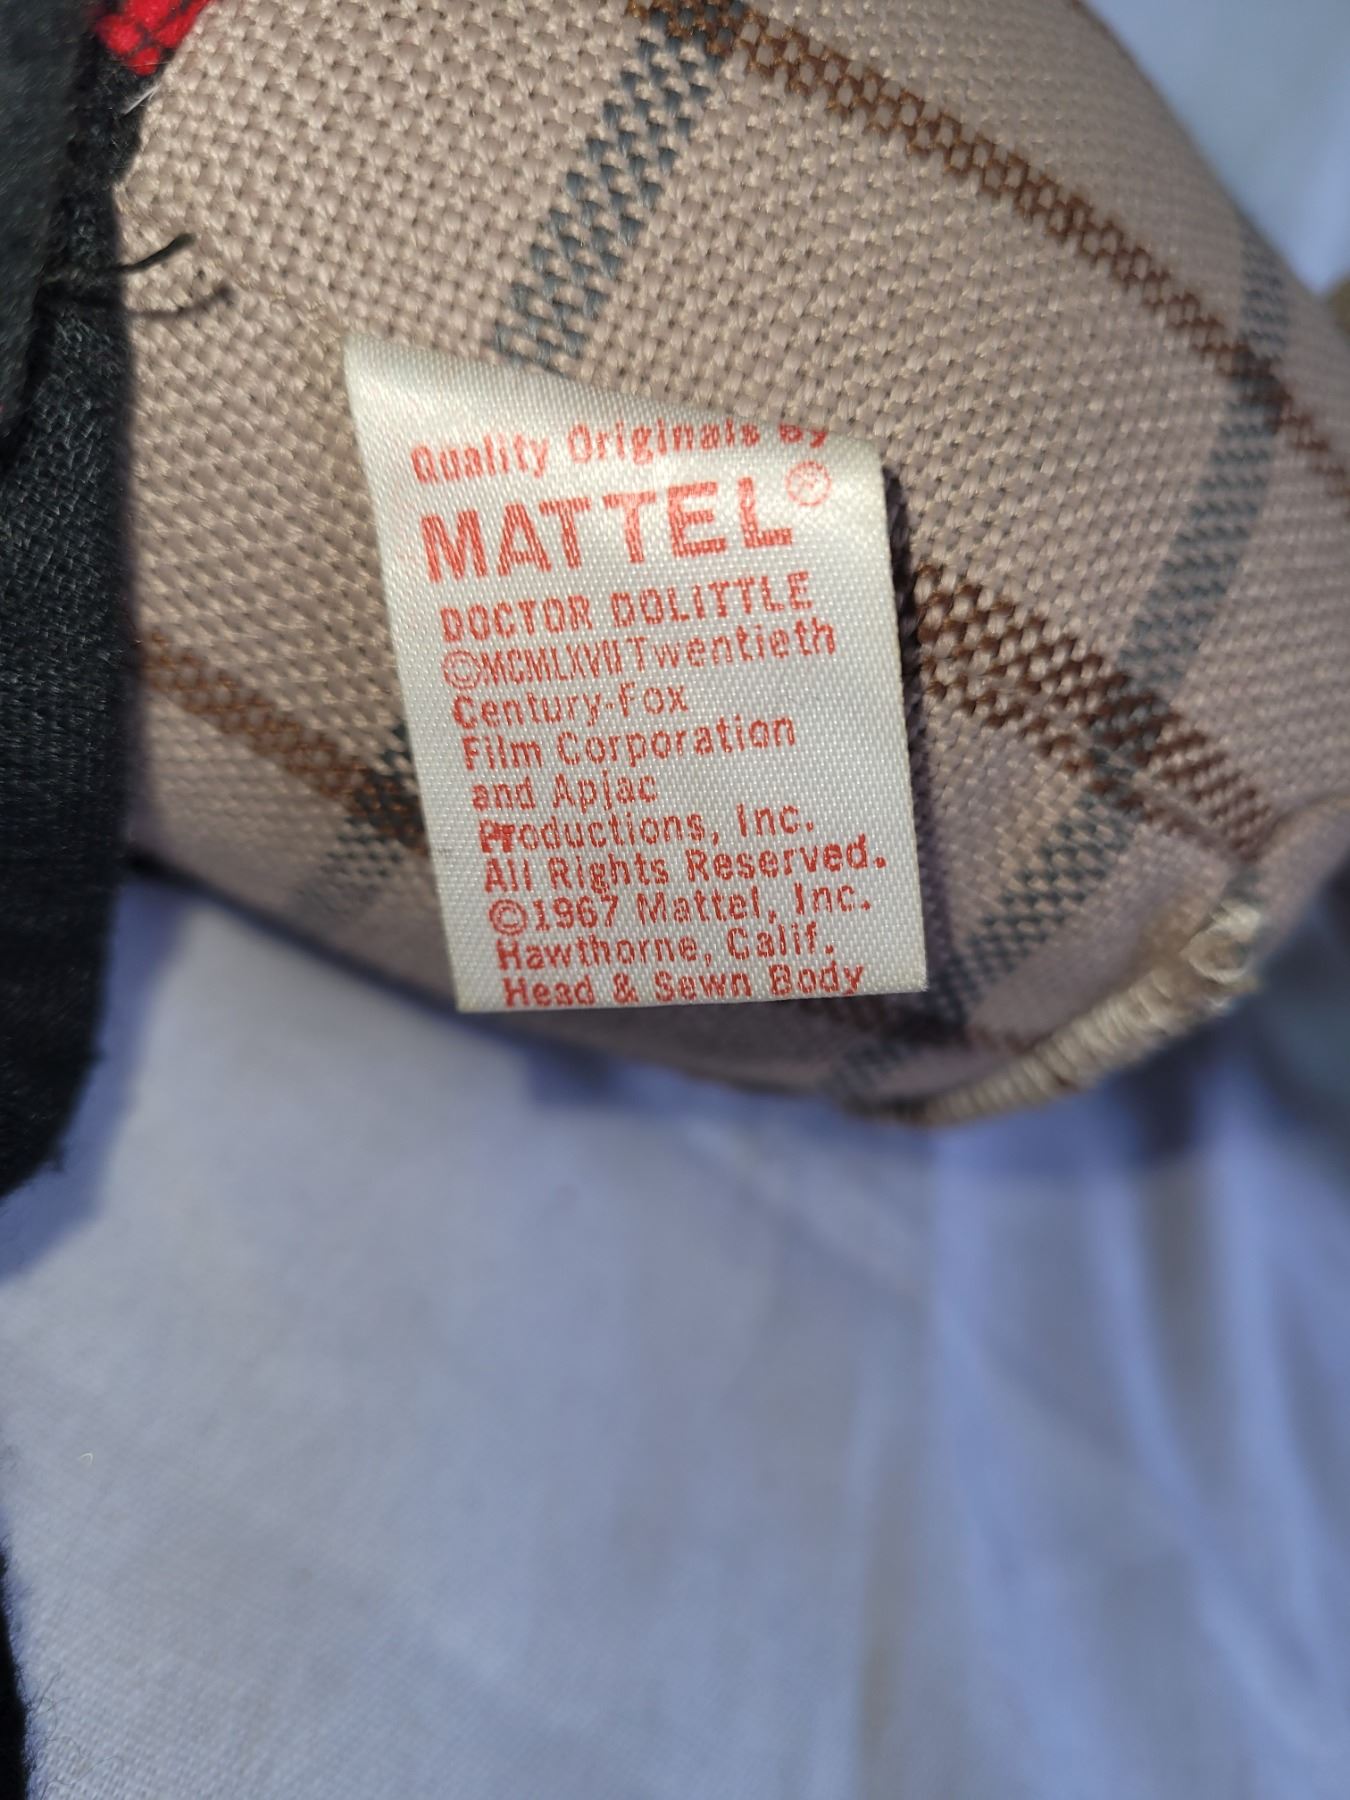 Quality Originals By
MATTEL®
DOCTOR DOLITTLE
©MCMLXVII Twentieth
Century-Fox
Film Corporation
and Apjac
Productions, Inc.
All Rights Reserved.
©1967 Mattel, Inc.
Hawthorne, Calif.
Head & Sewn Body